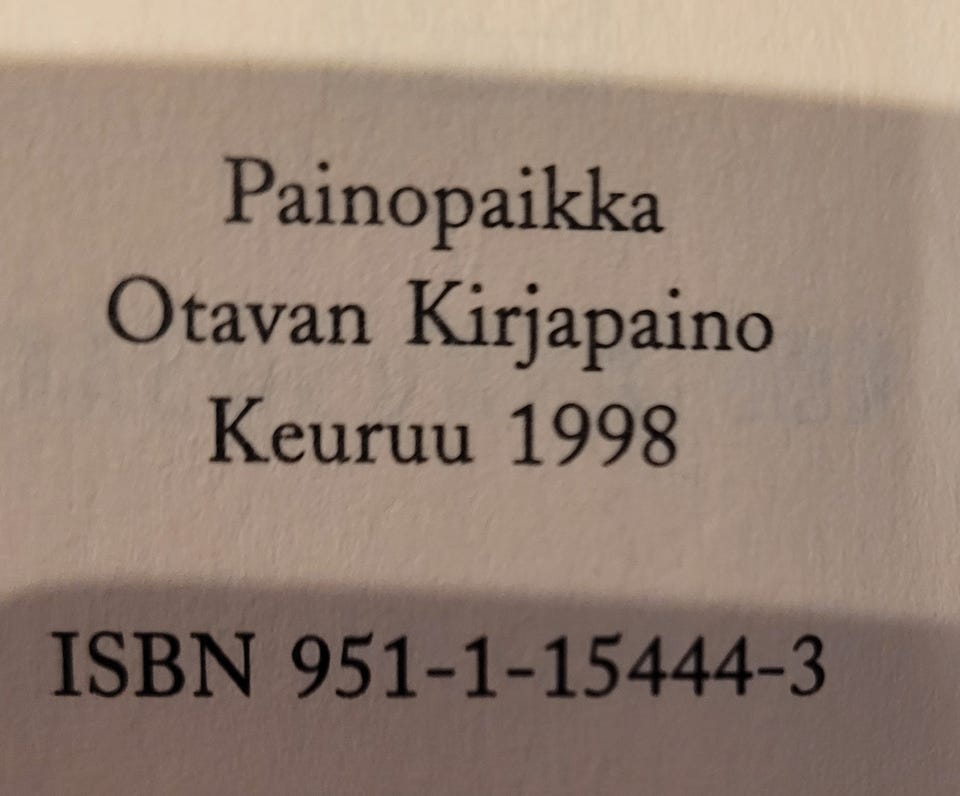 Painopaikka
Otavan Kirjapaino
Keuruu 1998
ISBN 951-1-15444-3